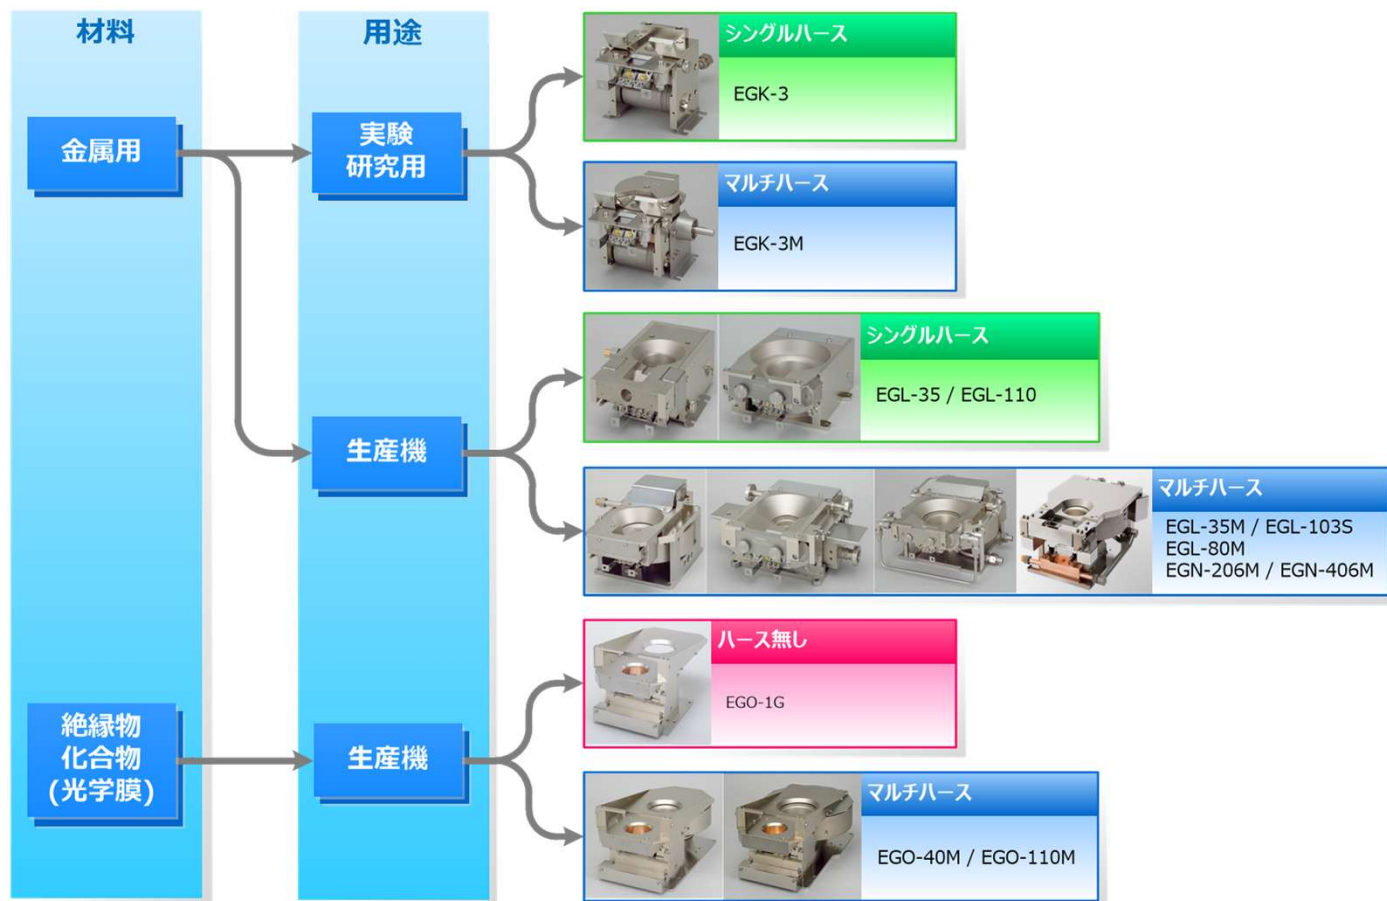 材料
用途
金属用
実験
研究用
シングルハース
EGK-3
マルチハース
EGK-3M
生産機
シングルハース
EGL-35 / EGL-110
マルチハース
EGL-35M / EGL-103S
EGL-80M
EGN-206M / EGN-406M
絶縁物
化合物
(光学膜)
生産機
ハース無し
EGO-1G
マルチハース
EGO-40M / EGO-110M